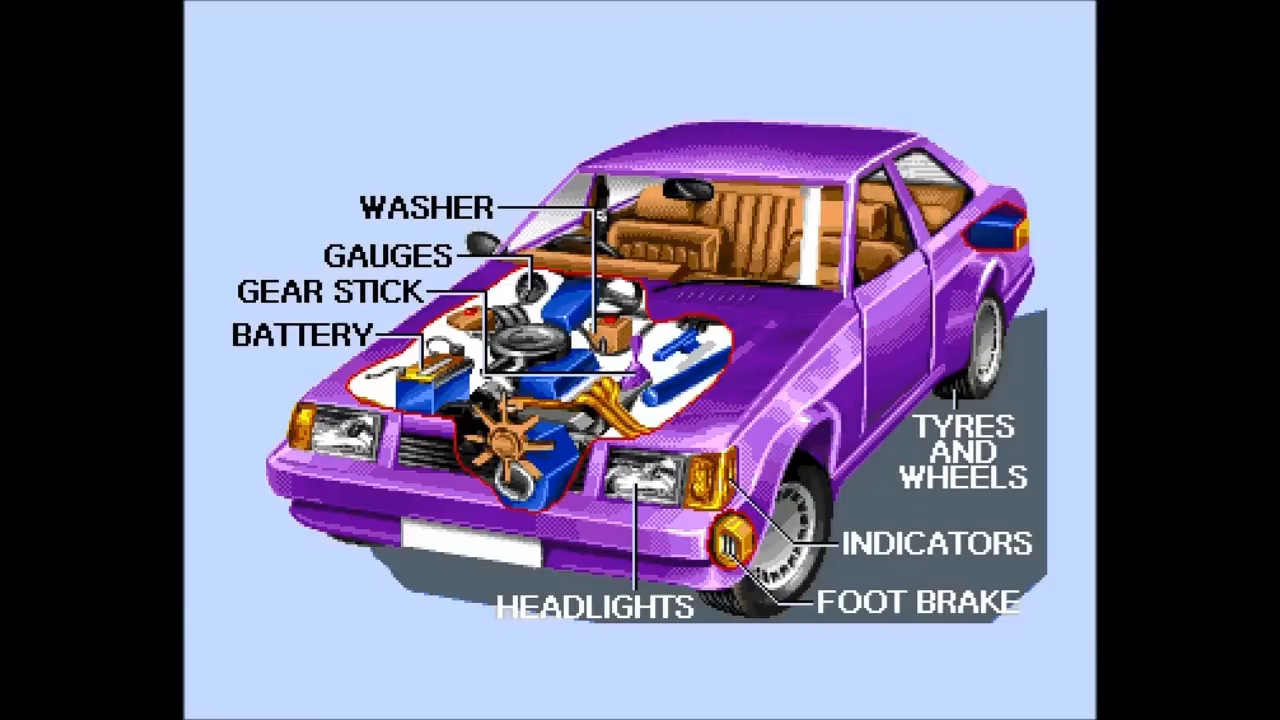 WASHER
GAUGES
GEAR STICK
BATTERY
TYRES
AND
WHEELS
INDICATORS
FOOT BRAKE
HEADLIGHTS